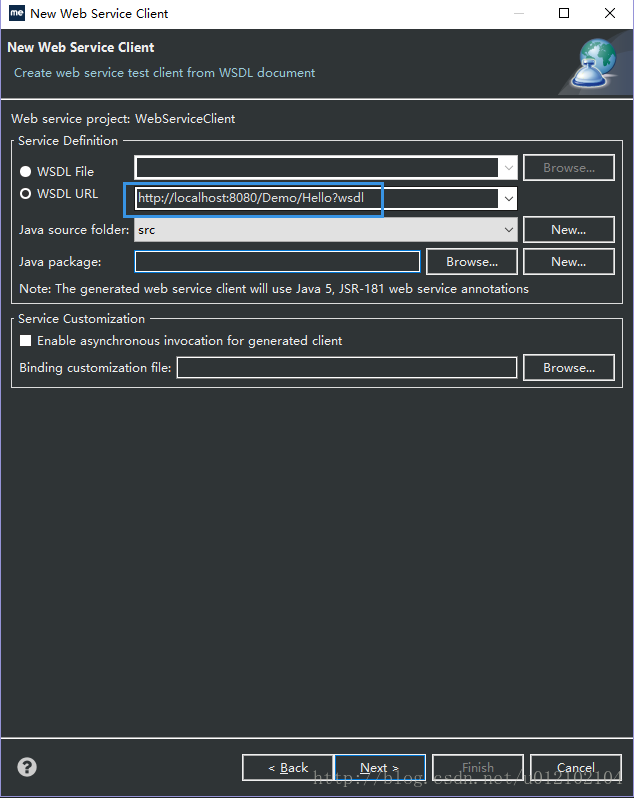 me New Web Service Client
New Web Service Client
Create web service test client from WSDL document
Web service project: WebServiceClient
Service Definition
WSDL File
Browse...
WSDL URL
http://localhost:8080/Demo/Hello?wsdl
Java source folder: src New...
Java package: Browse... New...
Note: The generated web service client will use Java 5, JSR-181 web service annotations
Service Customization
Enable asynchronous invocation for generated client
Binding customization file: Browse...
? < Back Next > Finish Cancel
http://blog.csdn.net/u012102104